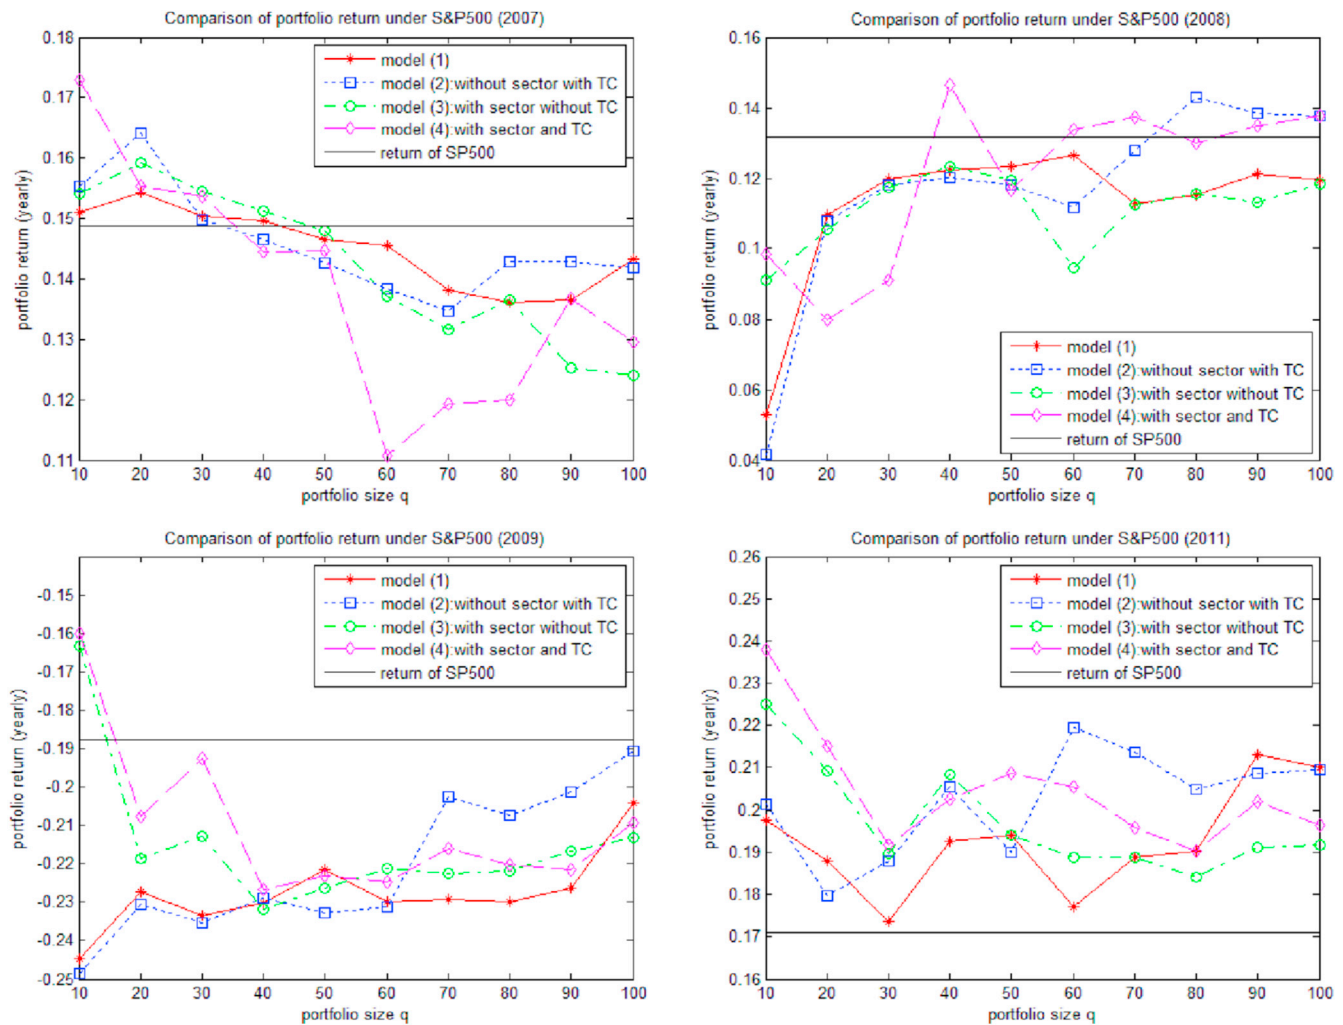 Comparison of portfolio return under S&P500 (2007)
0.18
0.17
0.16
0.15
0.14
0.13
0.12
0.11
portfolio return (yearly)
model (1)
model (2):without sector with TC
model (3):with sector without TC
model (4):with sector and TC
return of SP500
10 20 30 40 50 60 70 80 90 100
portfolio size q
Comparison of portfolio return under S&P500 (2008)
0.16
0.14
0.12
0.1
0.08
0.06
0.04
portfolio return (yearly)
model (1)
model (2):without sector with TC
model (3):with sector without TC
model (4):with sector and TC
return of SP500
10 20 30 40 50 60 70 80 90 100
portfolio size q
Comparison of portfolio return under S&P500 (2009)
-0.15
-0.16
-0.17
-0.18
-0.19
-0.2
-0.21
-0.22
-0.23
-0.24
-0.25
portfolio return (yearly)
model (1)
model (2):without sector with TC
model (3):with sector without TC
model (4):with sector and TC
return of SP500
10 20 30 40 50 60 70 80 90 100
portfolio size q
Comparison of portfolio return under S&P500 (2011)
0.26
0.25
0.24
0.23
0.22
0.21
0.2
0.19
0.18
0.17
0.16
portfolio return (yearly)
model (1)
model (2):without sector with TC
model (3):with sector without TC
model (4):with sector and TC
return of SP500
10 20 30 40 50 60 70 80 90 100
portfolio size q